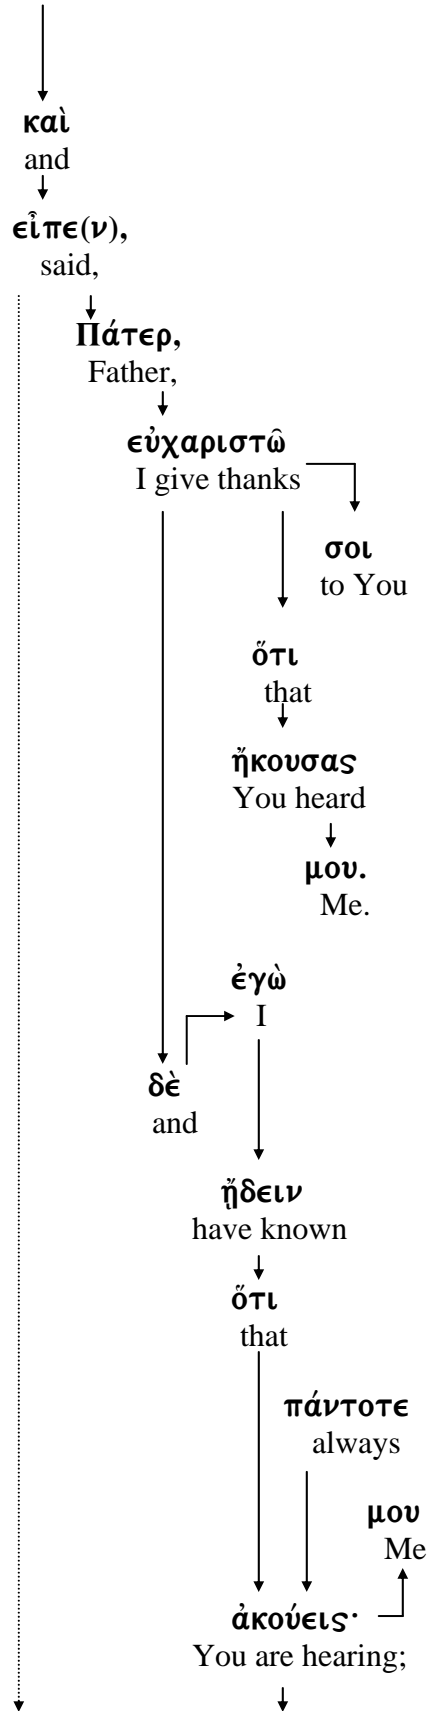 καὶ
and
εἶπε(ν),
said,
Πάτερ,
Father,
εὐχαριστῶ
I give thanks
σοι
to You
ὅτι
that
ἤκουσας
You heard
μου.
Me.
ἐγὼ
I
δὲ
and
ᾔδειν
have known
ὅτι
that
πάντοτε
always
μου
Me
ἀκούεις·
You are hearing;